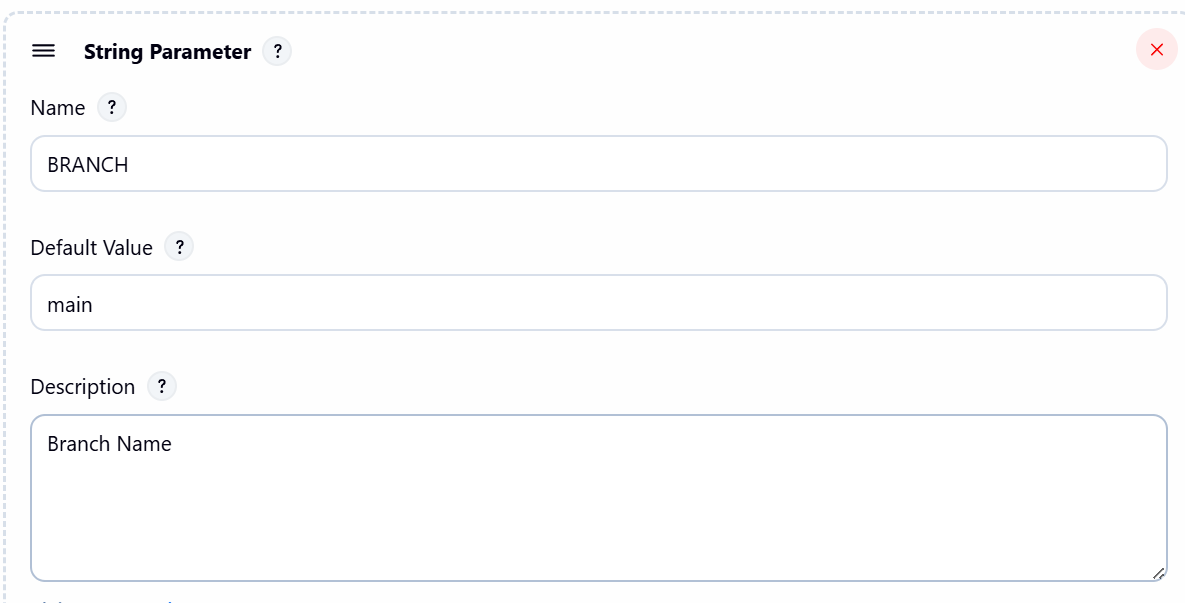 String Parameter ?
Name ?
BRANCH
Default Value ?
main
Description ?
Branch Name